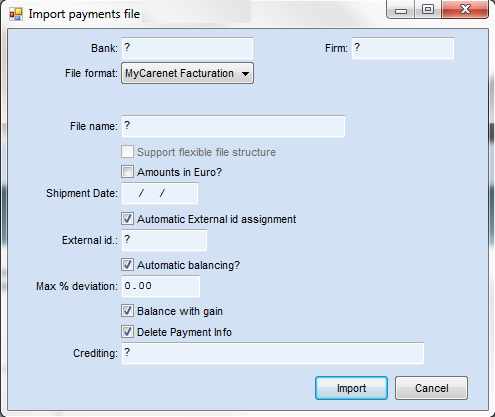 Import payments file
Bank: ? Firm: ?
File format: MyCarenet Facturation
File name: ?
Support flexible file structure
Amounts in Euro?
Shipment Date: / /
Automatic External id assignment
External id.: ?
Automatic balancing?
Max % deviation: 0.00
Balance with gain
Delete Payment Info
Crediting: ?
Import Cancel